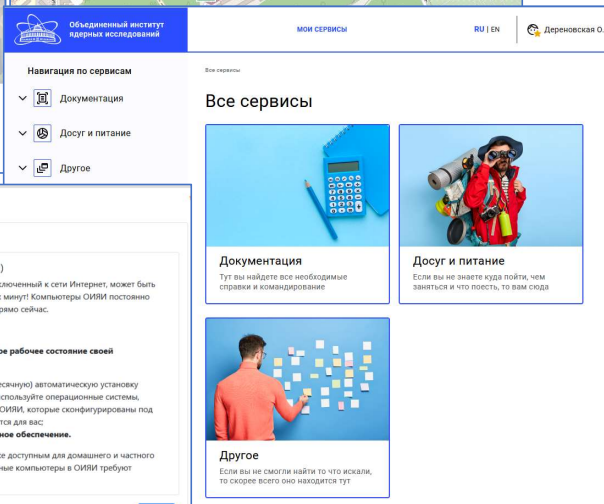 Объединенный институт
ядерных исследований
МОИ СЕРВИСЫ
RU | EN
Дереновская О.
Навигация по сервисам
Документация
Досуг и питание
Другое
Все сервисы
Все сервисы
Документация
Тут вы найдете все необходимые
справки и командирование
Досуг и питание
Если вы не знаете куда пойти, чем
заняться и что поесть, то вам сюда
Другое
Если вы не смогли найти то что искали,
то скорее всего оно находится тут
ключенный к сети Интернет, может быть
минут! Компьютеры ОИЯИ постоянно
прямо сейчас.
рабочее состояние своей
автоматическую установку
используйте операционные системы,
ОИЯИ, которые сконфигурированы под
тся для вас;
ное обеспечение.
доступным для домашнего и частного
ные компьютеры в ОИЯИ требуют